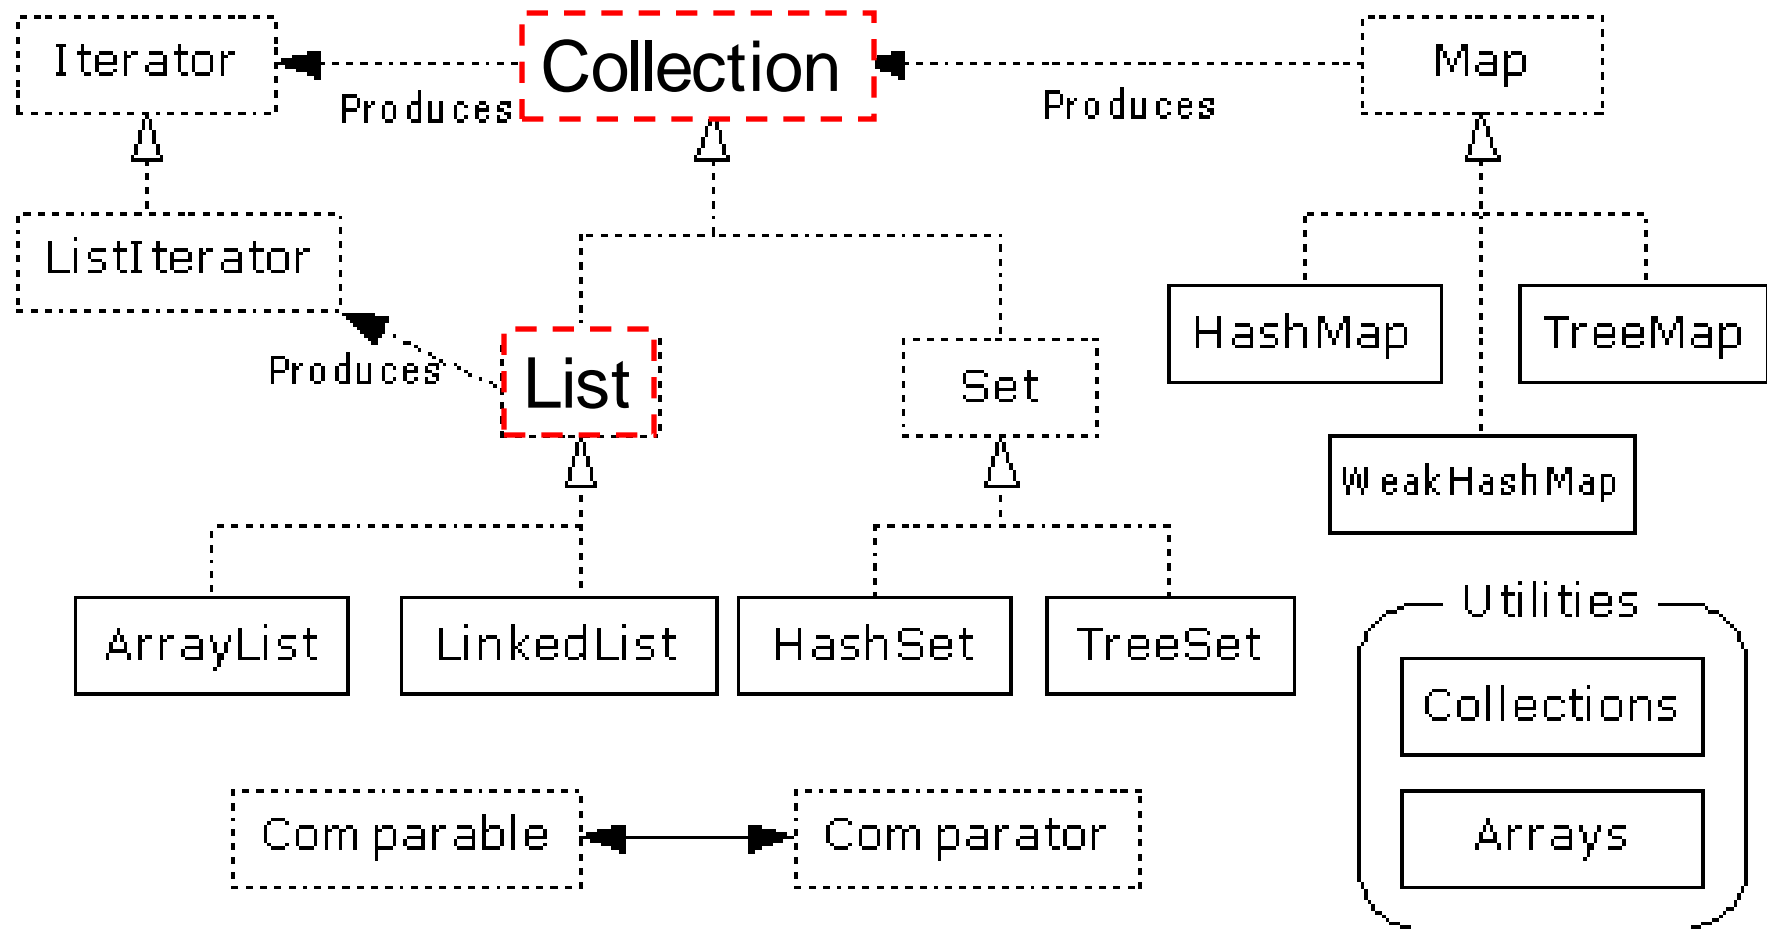 Iterator
Collection
Map
Produces
Produces
ListIterator
HashMap
TreeMap
Produces
List
Set
WeakHashMap
Utilities
ArrayList
LinkedList
HashSet
TreeSet
Collections
Comparable
Comparator
Arrays